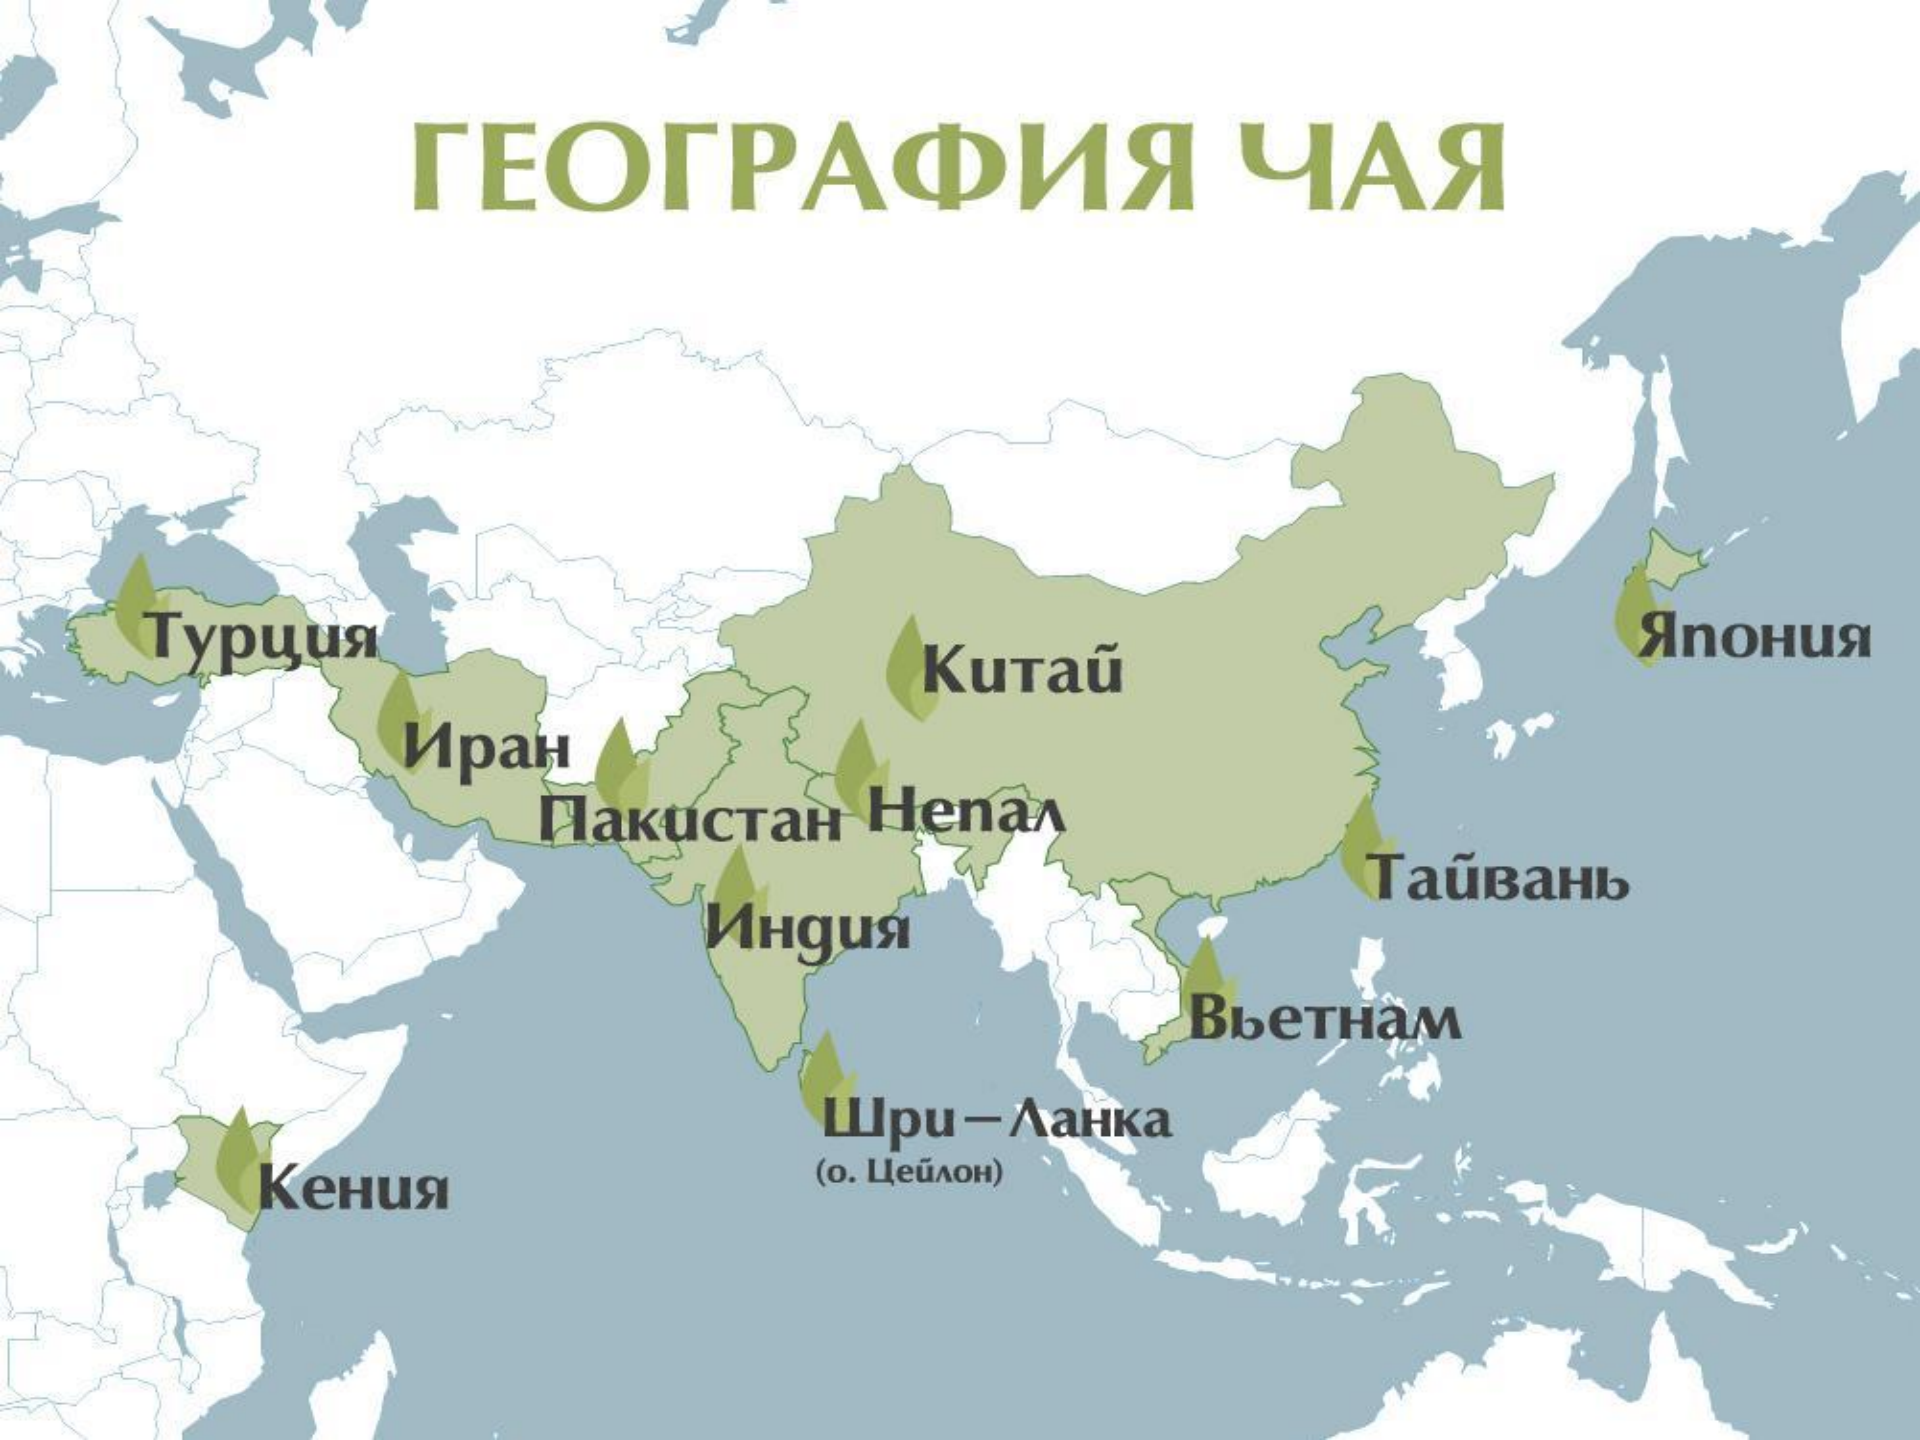 ГЕОГРАФИЯ ЧАЯ
Турция
Япония
Китай
Иран
Пакистан
Непал
Тайвань
Индия
Вьетнам
Шри – Ланка
(о. Цейлон)
Кения